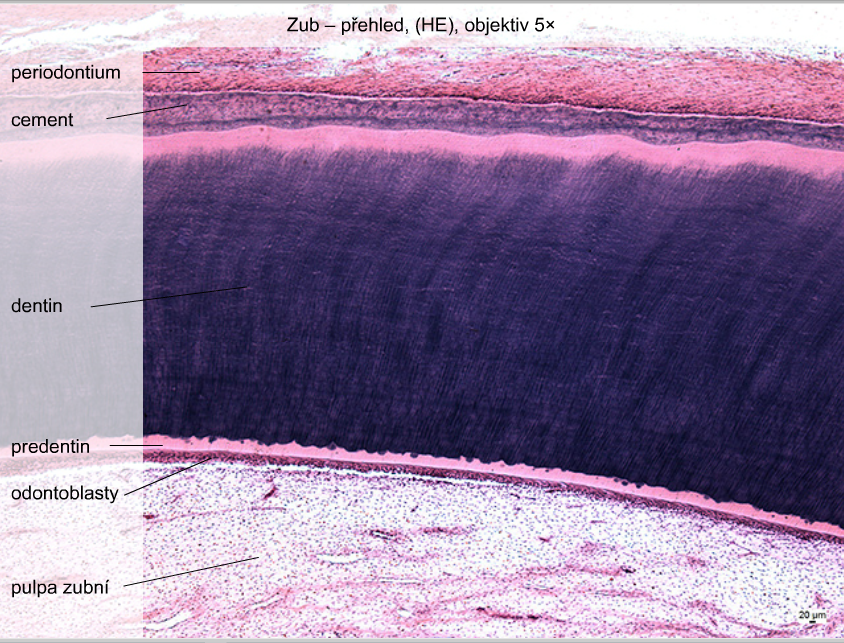 Zub – přehled, (HE), objektiv 5×
periodontium
cement
dentin
predentin
odontoblasty
pulpa zubní
20 µm